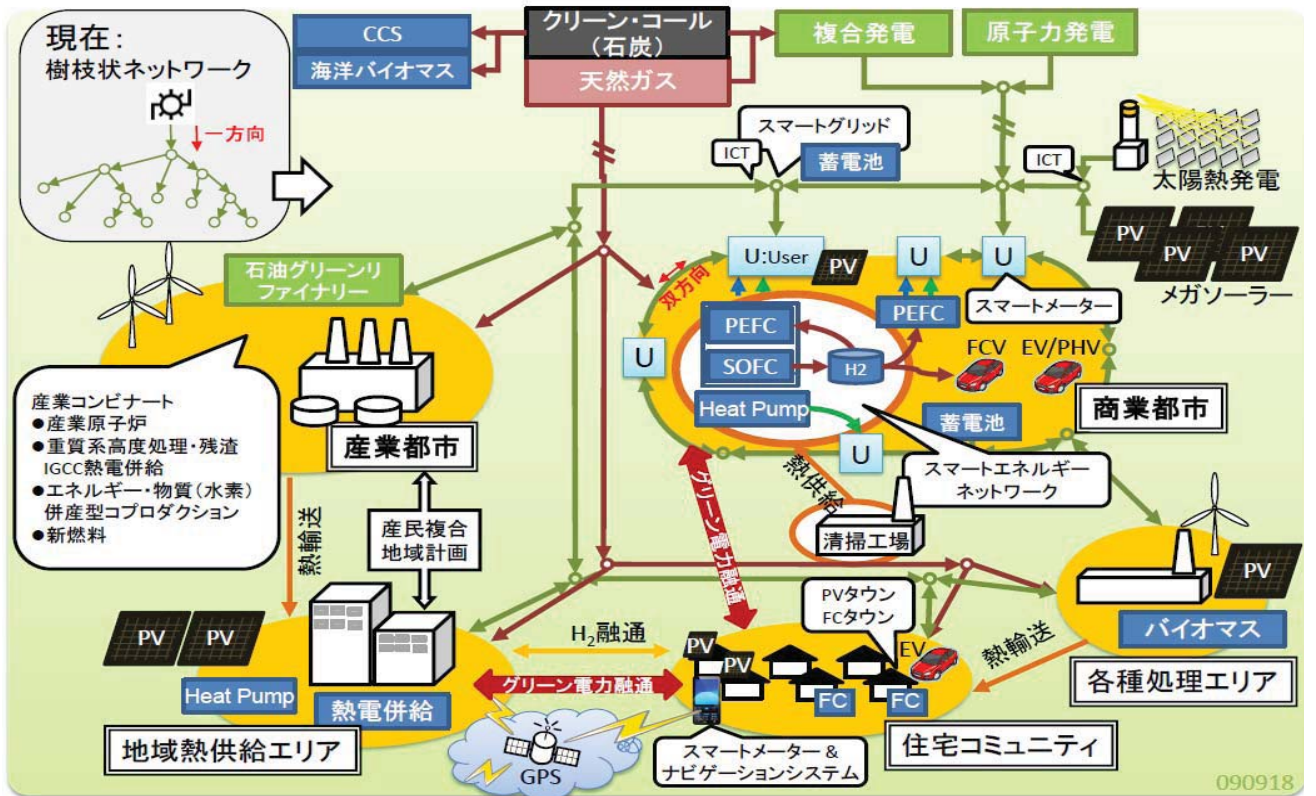 現在：
樹枝状ネットワーク
一方向
CCS
海洋バイオマス
クリーン・コール
（石炭）
天然ガス
複合発電
原子力発電
スマートグリッド
ICT
蓄電池
ICT
太陽熱発電
PV
PV
PV
メガソーラー
石油グリーンリ
ファイナリー
双方向
U:User
PV
U
U
スマートメーター
PEFC
PEFC
SOFC
H2
FCV
EV/PHV
U
Heat Pump
蓄電池
商業都市
U
スマートエネルギー
ネットワーク
産業コンビナート
●産業原子炉
●重質系高度処理・残渣
IGCC熱電併給
●エネルギー・物質（水素）
併産型コプロダクション
●新燃料
産業都市
熱輸送
産民複合
地域計画
グリーン電力融通
熱供給
清掃工場
PV
バイオマス
各種処理エリア
熱輸送
PVタウン
FCタウン
PV
PV
EV
FC
FC
住宅コミュニティ
H2融通
グリーン電力融通
PV
PV
Heat Pump
熱電併給
地域熱供給エリア
GPS
スマートメーター &
ナビゲーションシステム
090918